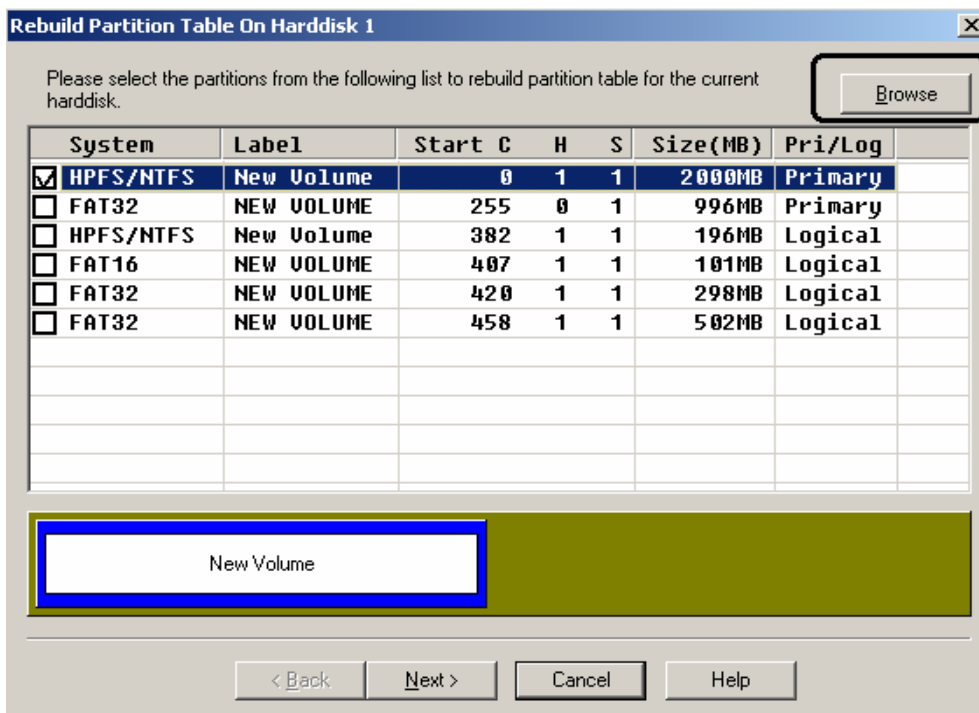 Rebuild Partition Table On Harddisk 1
Please select the partitions from the following list to rebuild partition table for the current
harddisk.
Browse
System Label Start C H S Size(MB) Pri/Log
HPFS/NTFS New Volume 0 1 1 2000MB Primary
FAT32 NEW VOLUME 255 0 1 996MB Primary
HPFS/NTFS New Volume 382 1 1 196MB Logical
FAT16 NEW VOLUME 407 1 1 101MB Logical
FAT32 NEW VOLUME 420 1 1 298MB Logical
FAT32 NEW VOLUME 458 1 1 502MB Logical
New Volume
< Back Next > Cancel Help